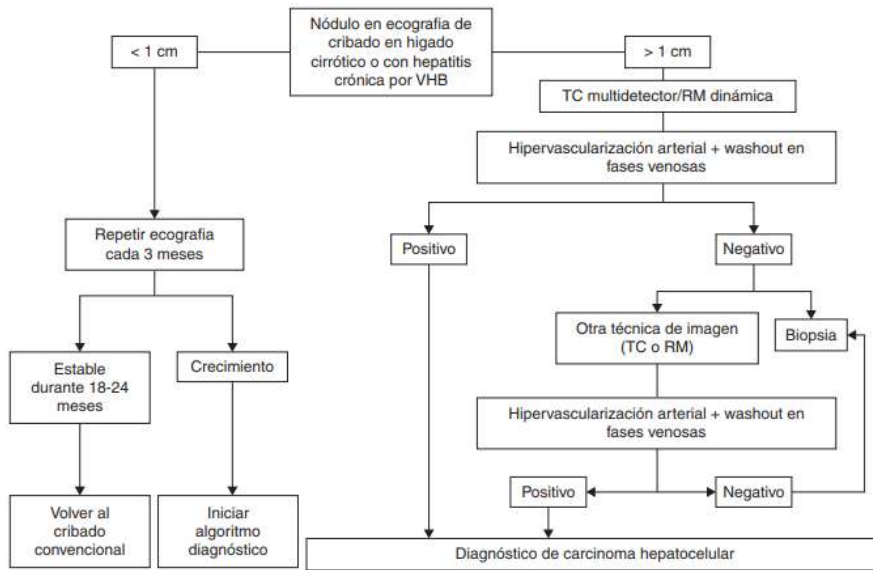 Nódulo en ecografia de
cribado en higado
cirrótico o con hepatitis
crónica por VHB
< 1 cm
> 1 cm
TC multidetector/RM dinámica
Hipervascularización arterial + washout en
fases venosas
Repetir ecografia
cada 3 meses
Positivo
Negativo
Otra técnica de imagen
(TC o RM)
Biopsia
Estable
durante 18-24
meses
Crecimiento
Hipervascularización arterial + washout en
fases venosas
Positivo
Negativo
Volver al
cribado
convencional
Iniciar
algoritmo
diagnóstico
Diagnóstico de carcinoma hepatocelular